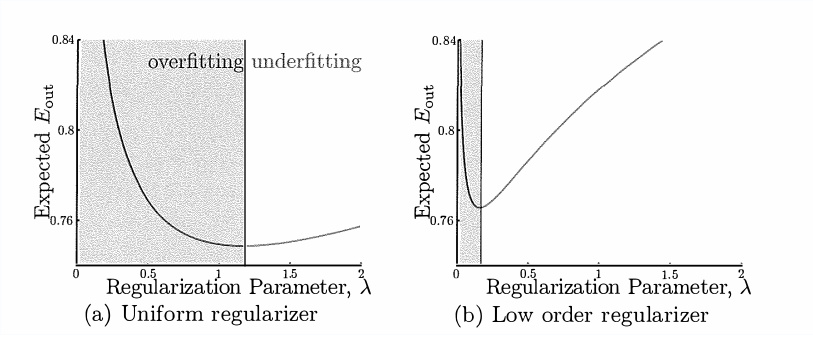 0.84
overfitting underfitting
Expected E_out
0.8
0.76
0 0.5 1 1.5 2
Regularization Parameter, λ
(a) Uniform regularizer
0.84
Expected E_out
0.8
0.76
0 0.5 1 1.5 2
Regularization Parameter, λ
(b) Low order regularizer